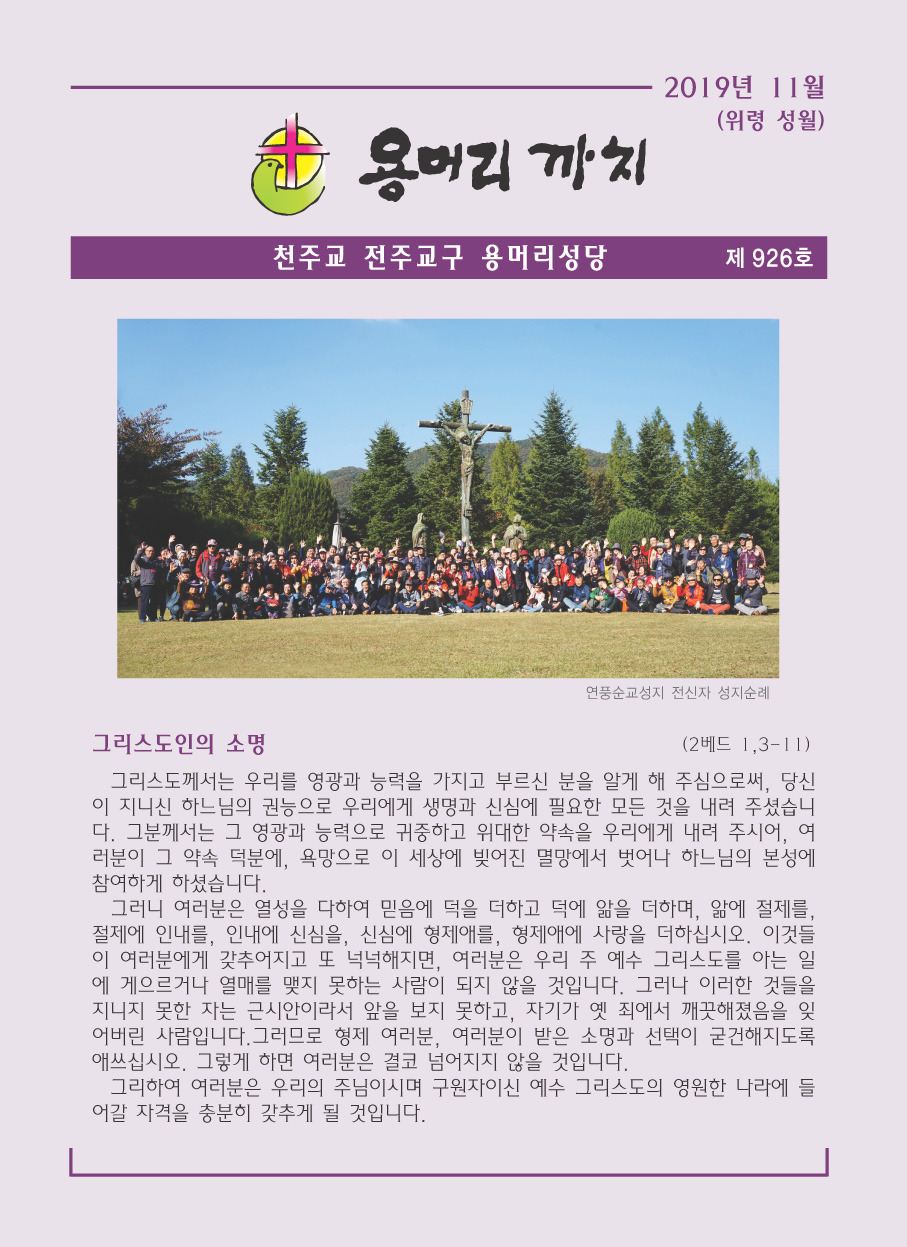 2019년 11월
(위령 성월)
용머리 까치
천주교 전주교구 용머리성당
제 926호
연풍순교성지 전신자 성지순례
그리스도인의 소명
(2베드 1,3-11)
그리스도께서는 우리를 영광과 능력을 가지고 부르신 분을 알게 해 주심으로써, 당신
이 지니신 하느님의 권능으로 우리에게 생명과 신심에 필요한 모든 것을 내려 주셨습니
다. 그분께서는 그 영광과 능력으로 귀중하고 위대한 약속을 우리에게 내려 주시어, 여
러분이 그 약속 덕분에, 욕망으로 이 세상에 빚어진 멸망에서 벗어나 하느님의 본성에
참여하게 하셨습니다.
그러니 여러분은 열성을 다하여 믿음에 덕을 더하고 덕에 앎을 더하며, 앎에 절제를,
절제에 인내를, 인내에 신심을, 신심에 형제애를, 형제애에 사랑을 더하십시오. 이것들
이 여러분에게 갖추어지고 또 넉넉해지면, 여러분은 우리 주 예수 그리스도를 아는 일
에 게으르거나 열매를 맺지 못하는 사람이 되지 않을 것입니다. 그러나 이러한 것들을
지니지 못한 자는 근시안이라서 앞을 보지 못하고, 자기가 옛 죄에서 깨끗해졌음을 잊
어버린 사람입니다.그러므로 형제 여러분, 여러분이 받은 소명과 선택이 굳건해지도록
애쓰십시오. 그렇게 하면 여러분은 결코 넘어지지 않을 것입니다.
그리하여 여러분은 우리의 주님이시며 구원자이신 예수 그리스도의 영원한 나라에 들
어갈 자격을 충분히 갖추게 될 것입니다.